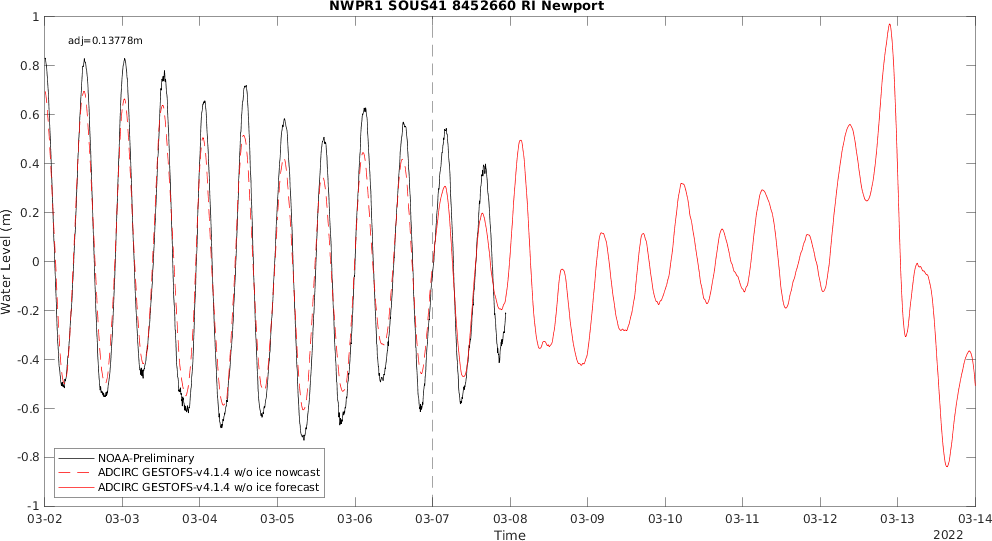 NWPR1 SOUS41 8452660 RI Newport
adj=0.13778m
Water Level (m)
1
0.8
0.6
0.4
0.2
0
-0.2
-0.4
-0.6
-0.8
-1
NOAA-Preliminary
ADCIRC GESTOFS-v4.1.4 w/o ice nowcast
ADCIRC GESTOFS-v4.1.4 w/o ice forecast
03-02 03-03 03-04 03-05 03-06 03-07 03-08 03-09 03-10 03-11 03-12 03-13 03-14
Time
2022